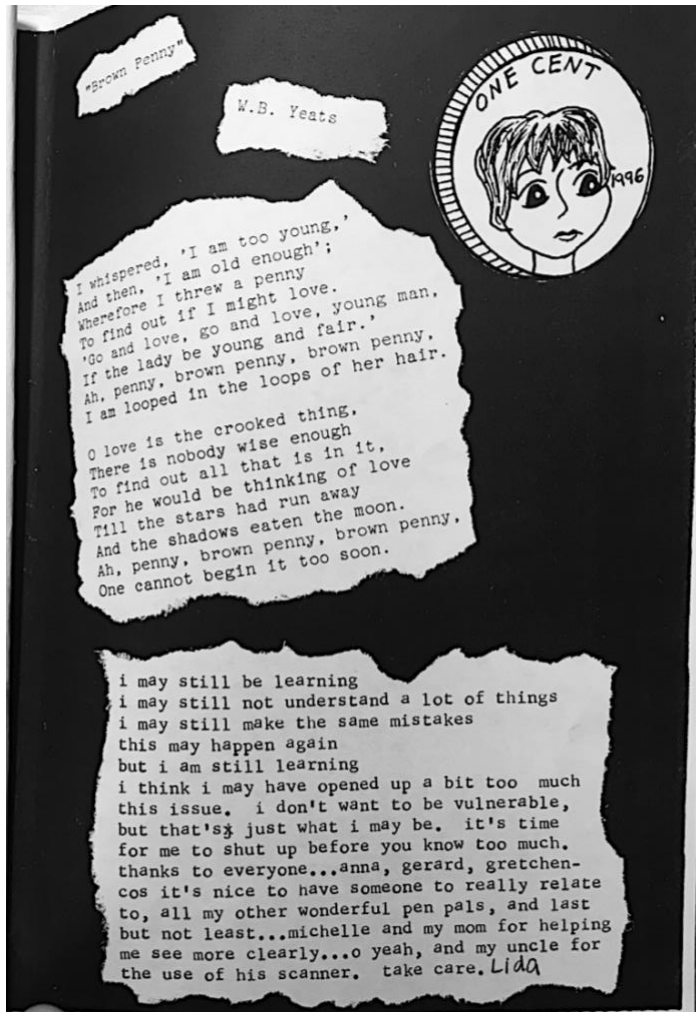 "Brown Penny"
W.B. Yeats
ONE CENT
1996
I whispered, 'I am too young,'
And then, 'I am old enough';
Wherefore I threw a penny
To find out if I might love.
'Go and love, go and love, young man,
If the lady be young and fair.'
Ah, penny, brown penny, brown penny,
I am looped in the loops of her hair.
O love is the crooked thing,
There is nobody wise enough
To find out all that is in it,
For he would be thinking of love
Till the stars had run away
And the shadows eaten the moon.
Ah, penny, brown penny, brown penny,
One cannot begin it too soon.
i may still be learning
i may still not understand a lot of things
i may still make the same mistakes
this may happen again
but i am still learning
i think i may have opened up a bit too  much
this issue.  i don't want to be vulnerable,
but that's just what i may be.  it's time
for me to shut up before you know too much.
thanks to everyone...anna, gerard, gretchen-
cos it's nice to have someone to really relate
to, all my other wonderful pen pals, and last
but not least...michelle and my mom for helping
me see more clearly...o yeah, and my uncle for
the use of his scanner.  take care. Lida